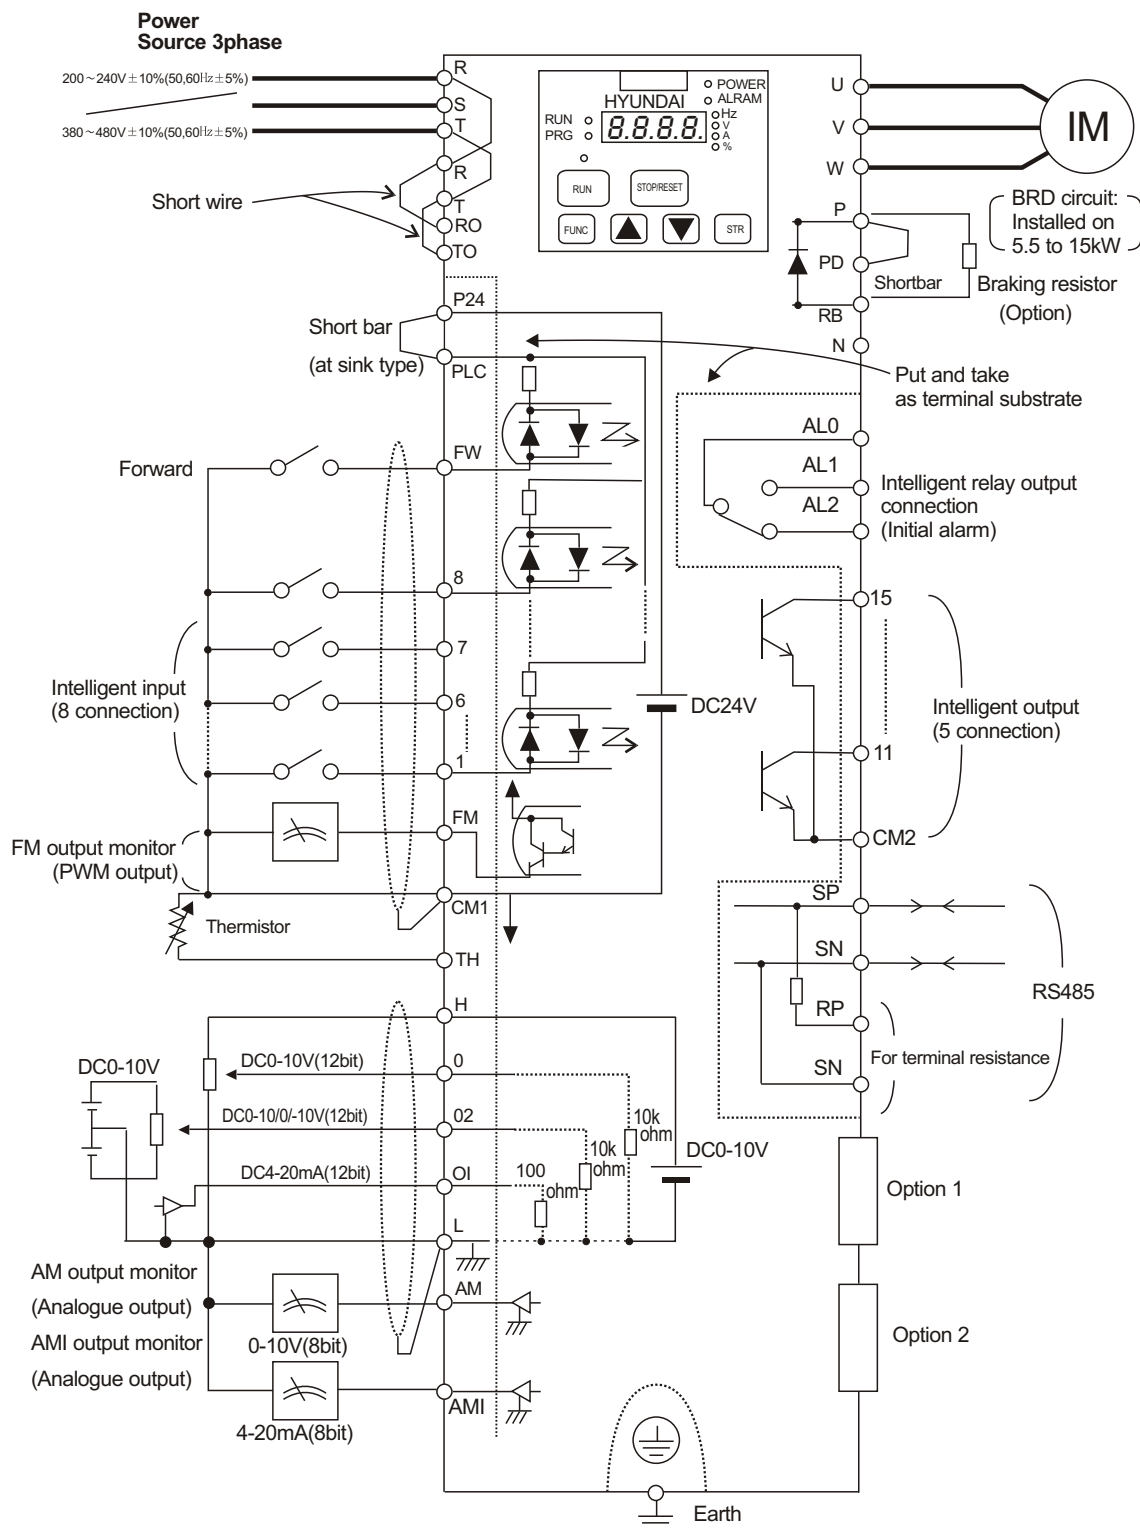 Power
Source 3phase
200~240V±10%(50,60Hz±5%)
380~480V±10%(50,60Hz±5%)
R
S
T
R
T
RO
TO
Short wire
HYUNDAI
POWER
ALRAM
Hz
V
A
%
RUN
PRG
8.8.8.8.
RUN
STOP/RESET
FUNC
STR
U
V
W
IM
P
PD
RB
N
Shortbar
BRD circuit:
Installed on
5.5 to 15kW
Braking resistor
(Option)
P24
PLC
Short bar
(at sink type)
Put and take
as terminal substrate
Forward
FW
8
7
6
1
Intelligent input
(8 connection)
DC24V
AL0
AL1
AL2
Intelligent relay output
connection
(Initial alarm)
15
11
CM2
Intelligent output
(5 connection)
FM
FM output monitor
(PWM output)
CM1
Thermistor
TH
SP
SN
RP
SN
RS485
For terminal resistance
H
DC0-10V
DC0-10V(12bit)
0
DC0-10/0/-10V(12bit)
02
DC4-20mA(12bit)
OI
L
100
ohm
10k
ohm
10k
ohm
DC0-10V
Option 1
Option 2
AM output monitor
(Analogue output)
AM
0-10V(8bit)
AMI output monitor
(Analogue output)
AMI
4-20mA(8bit)
Earth